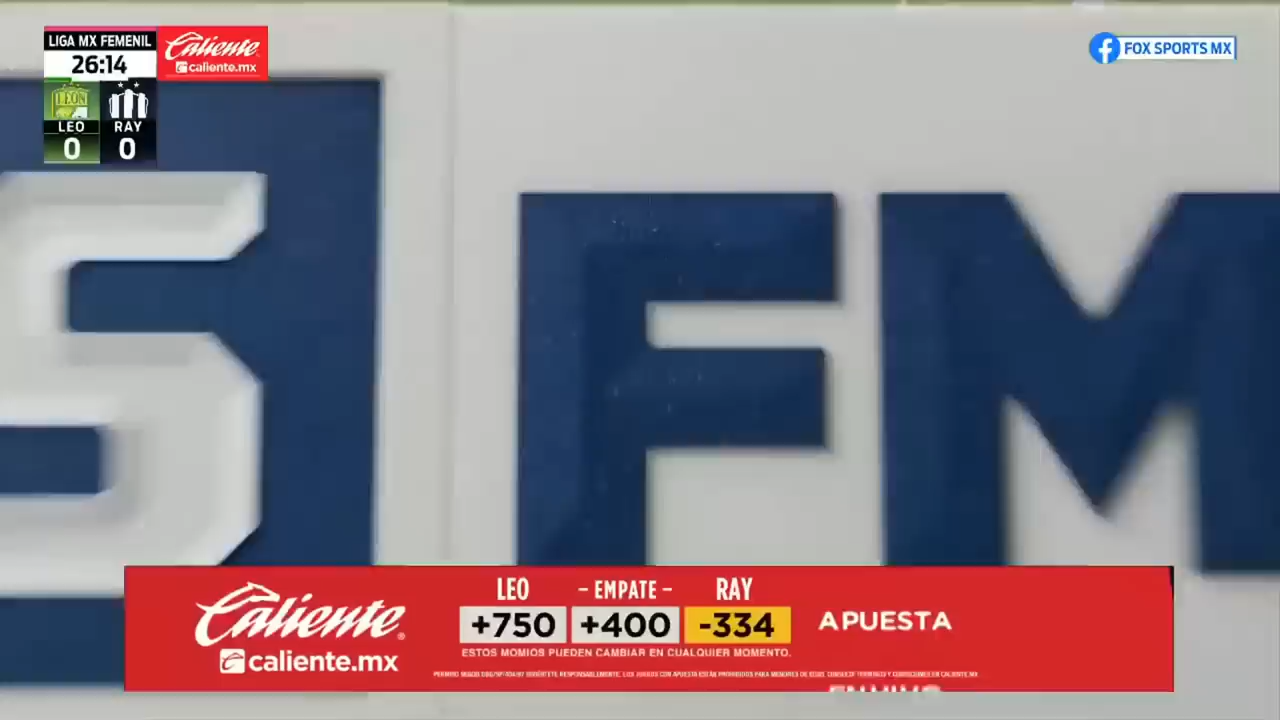 LIGA MX FEMENIL
26:14
LEÓN
LEO
RAY
0
0
Caliente
caliente.mx
FOX SPORTS MX
5 FM
Caliente
caliente.mx
LEO
- EMPATE -
RAY
+750
+400
-334
ESTOS MOMIOS PUEDEN CAMBIAR EN CUALQUIER MOMENTO.
APUESTA